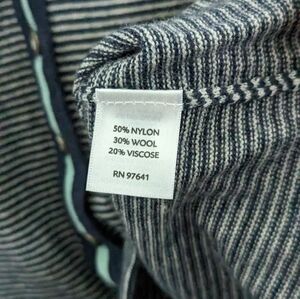 50% NYLON
30% WOOL
20% VISCOSE
RN 97641